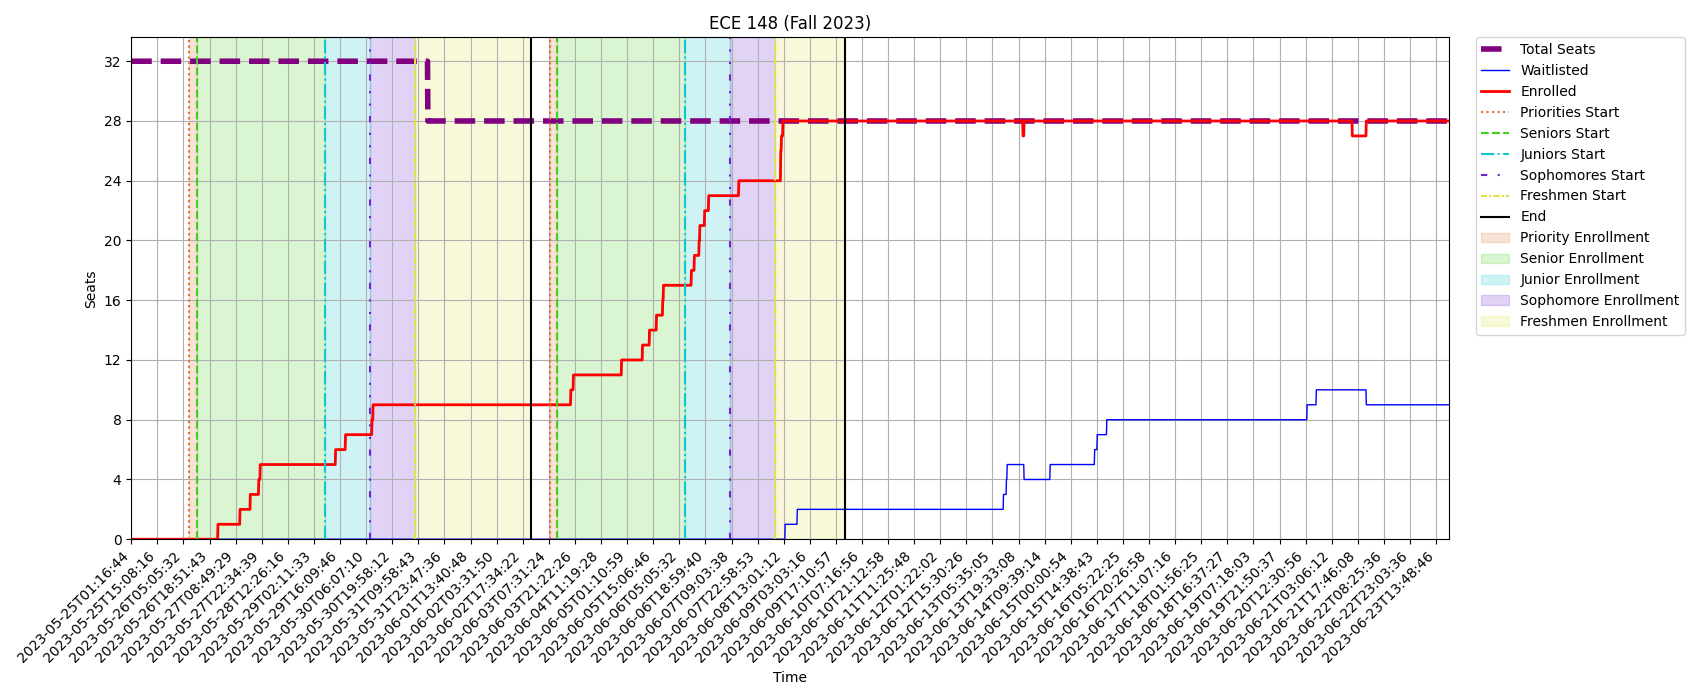 ECE 148 (Fall 2023)
Seats
32
28
24
20
16
12
8
4
0
2023-05-25T01:16:44
2023-05-25T15:08:16
2023-05-26T05:05:32
2023-05-26T18:51:43
2023-05-27T08:49:29
2023-05-27T22:34:39
2023-05-28T12:26:16
2023-05-29T02:11:33
2023-05-29T16:09:46
2023-05-30T06:07:10
2023-05-30T19:58:12
2023-05-31T09:58:43
2023-05-31T23:47:36
2023-06-01T13:40:48
2023-06-02T03:31:50
2023-06-02T17:34:22
2023-06-03T07:31:24
2023-06-03T21:22:26
2023-06-04T11:19:28
2023-06-05T01:10:59
2023-06-05T15:06:46
2023-06-06T05:05:32
2023-06-06T18:59:40
2023-06-07T09:03:38
2023-06-07T22:58:53
2023-06-08T13:01:12
2023-06-09T03:03:16
2023-06-09T17:10:57
2023-06-10T07:16:56
2023-06-10T21:12:58
2023-06-11T11:25:48
2023-06-12T01:22:02
2023-06-12T15:30:26
2023-06-13T05:35:05
2023-06-13T19:33:08
2023-06-14T09:39:14
2023-06-15T00:00:54
2023-06-15T14:38:43
2023-06-16T05:22:25
2023-06-16T20:26:58
2023-06-17T11:07:16
2023-06-18T01:56:25
2023-06-18T16:37:27
2023-06-19T07:18:03
2023-06-19T21:50:37
2023-06-20T12:30:56
2023-06-21T03:06:12
2023-06-21T17:46:08
2023-06-22T08:25:36
2023-06-22T23:03:36
2023-06-23T13:48:46
Time
Total Seats
Waitlisted
Enrolled
Priorities Start
Seniors Start
Juniors Start
Sophomores Start
Freshmen Start
End
Priority Enrollment
Senior Enrollment
Junior Enrollment
Sophomore Enrollment
Freshmen Enrollment